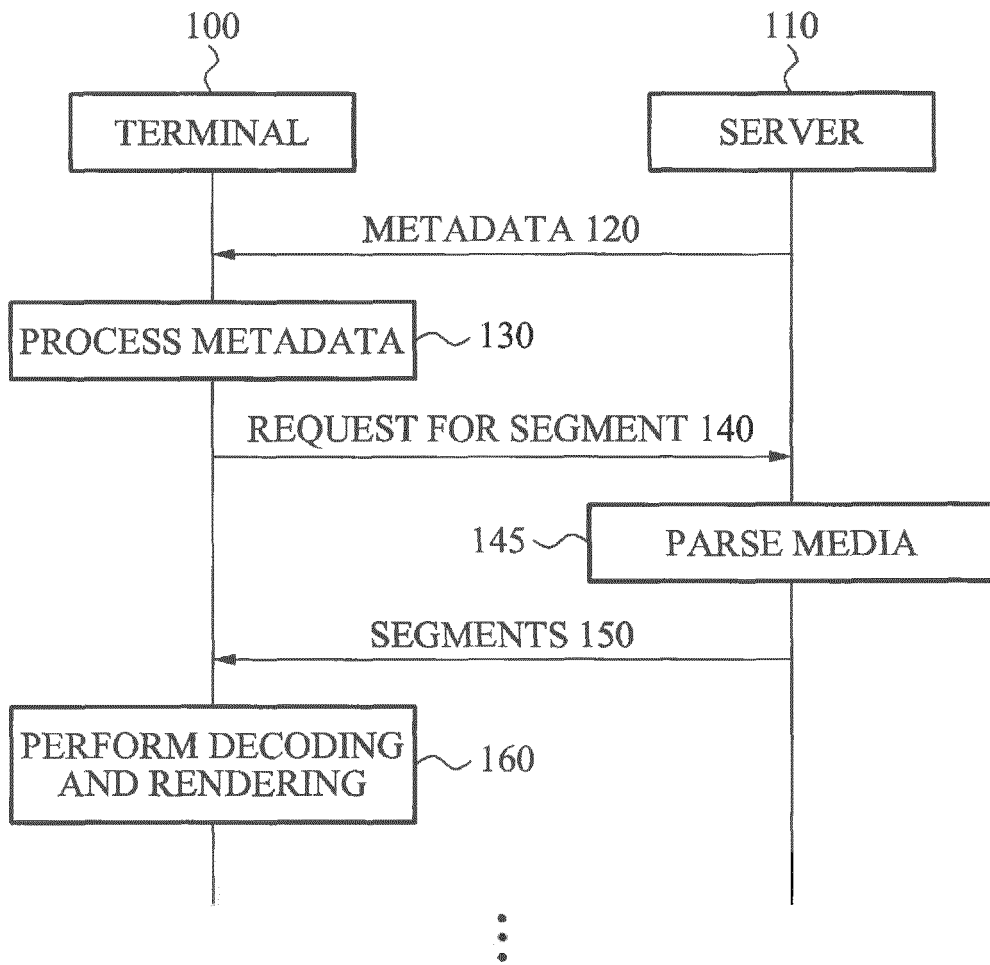 100
110
TERMINAL
SERVER
METADATA 120
PROCESS METADATA
130
REQUEST FOR SEGMENT 140
145
PARSE MEDIA
SEGMENTS 150
PERFORM DECODING
AND RENDERING
160